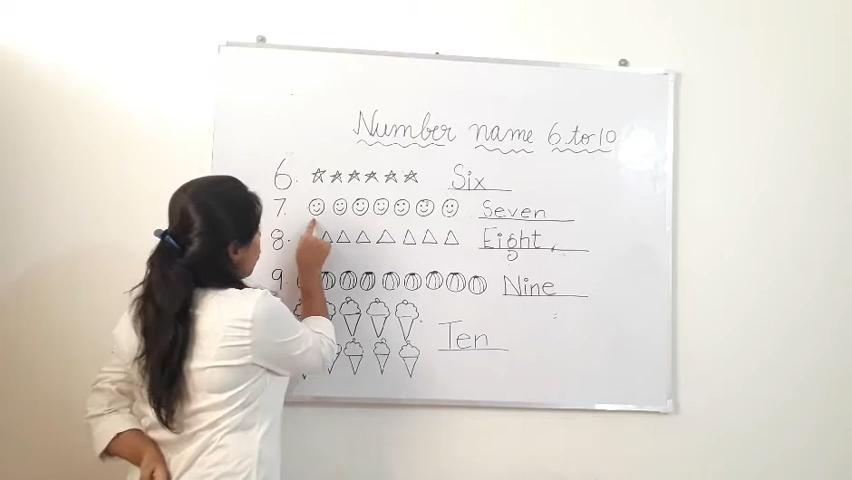 Number name 6 to 10
6. Six
7. Seven
8. Eight
9. Nine
Ten